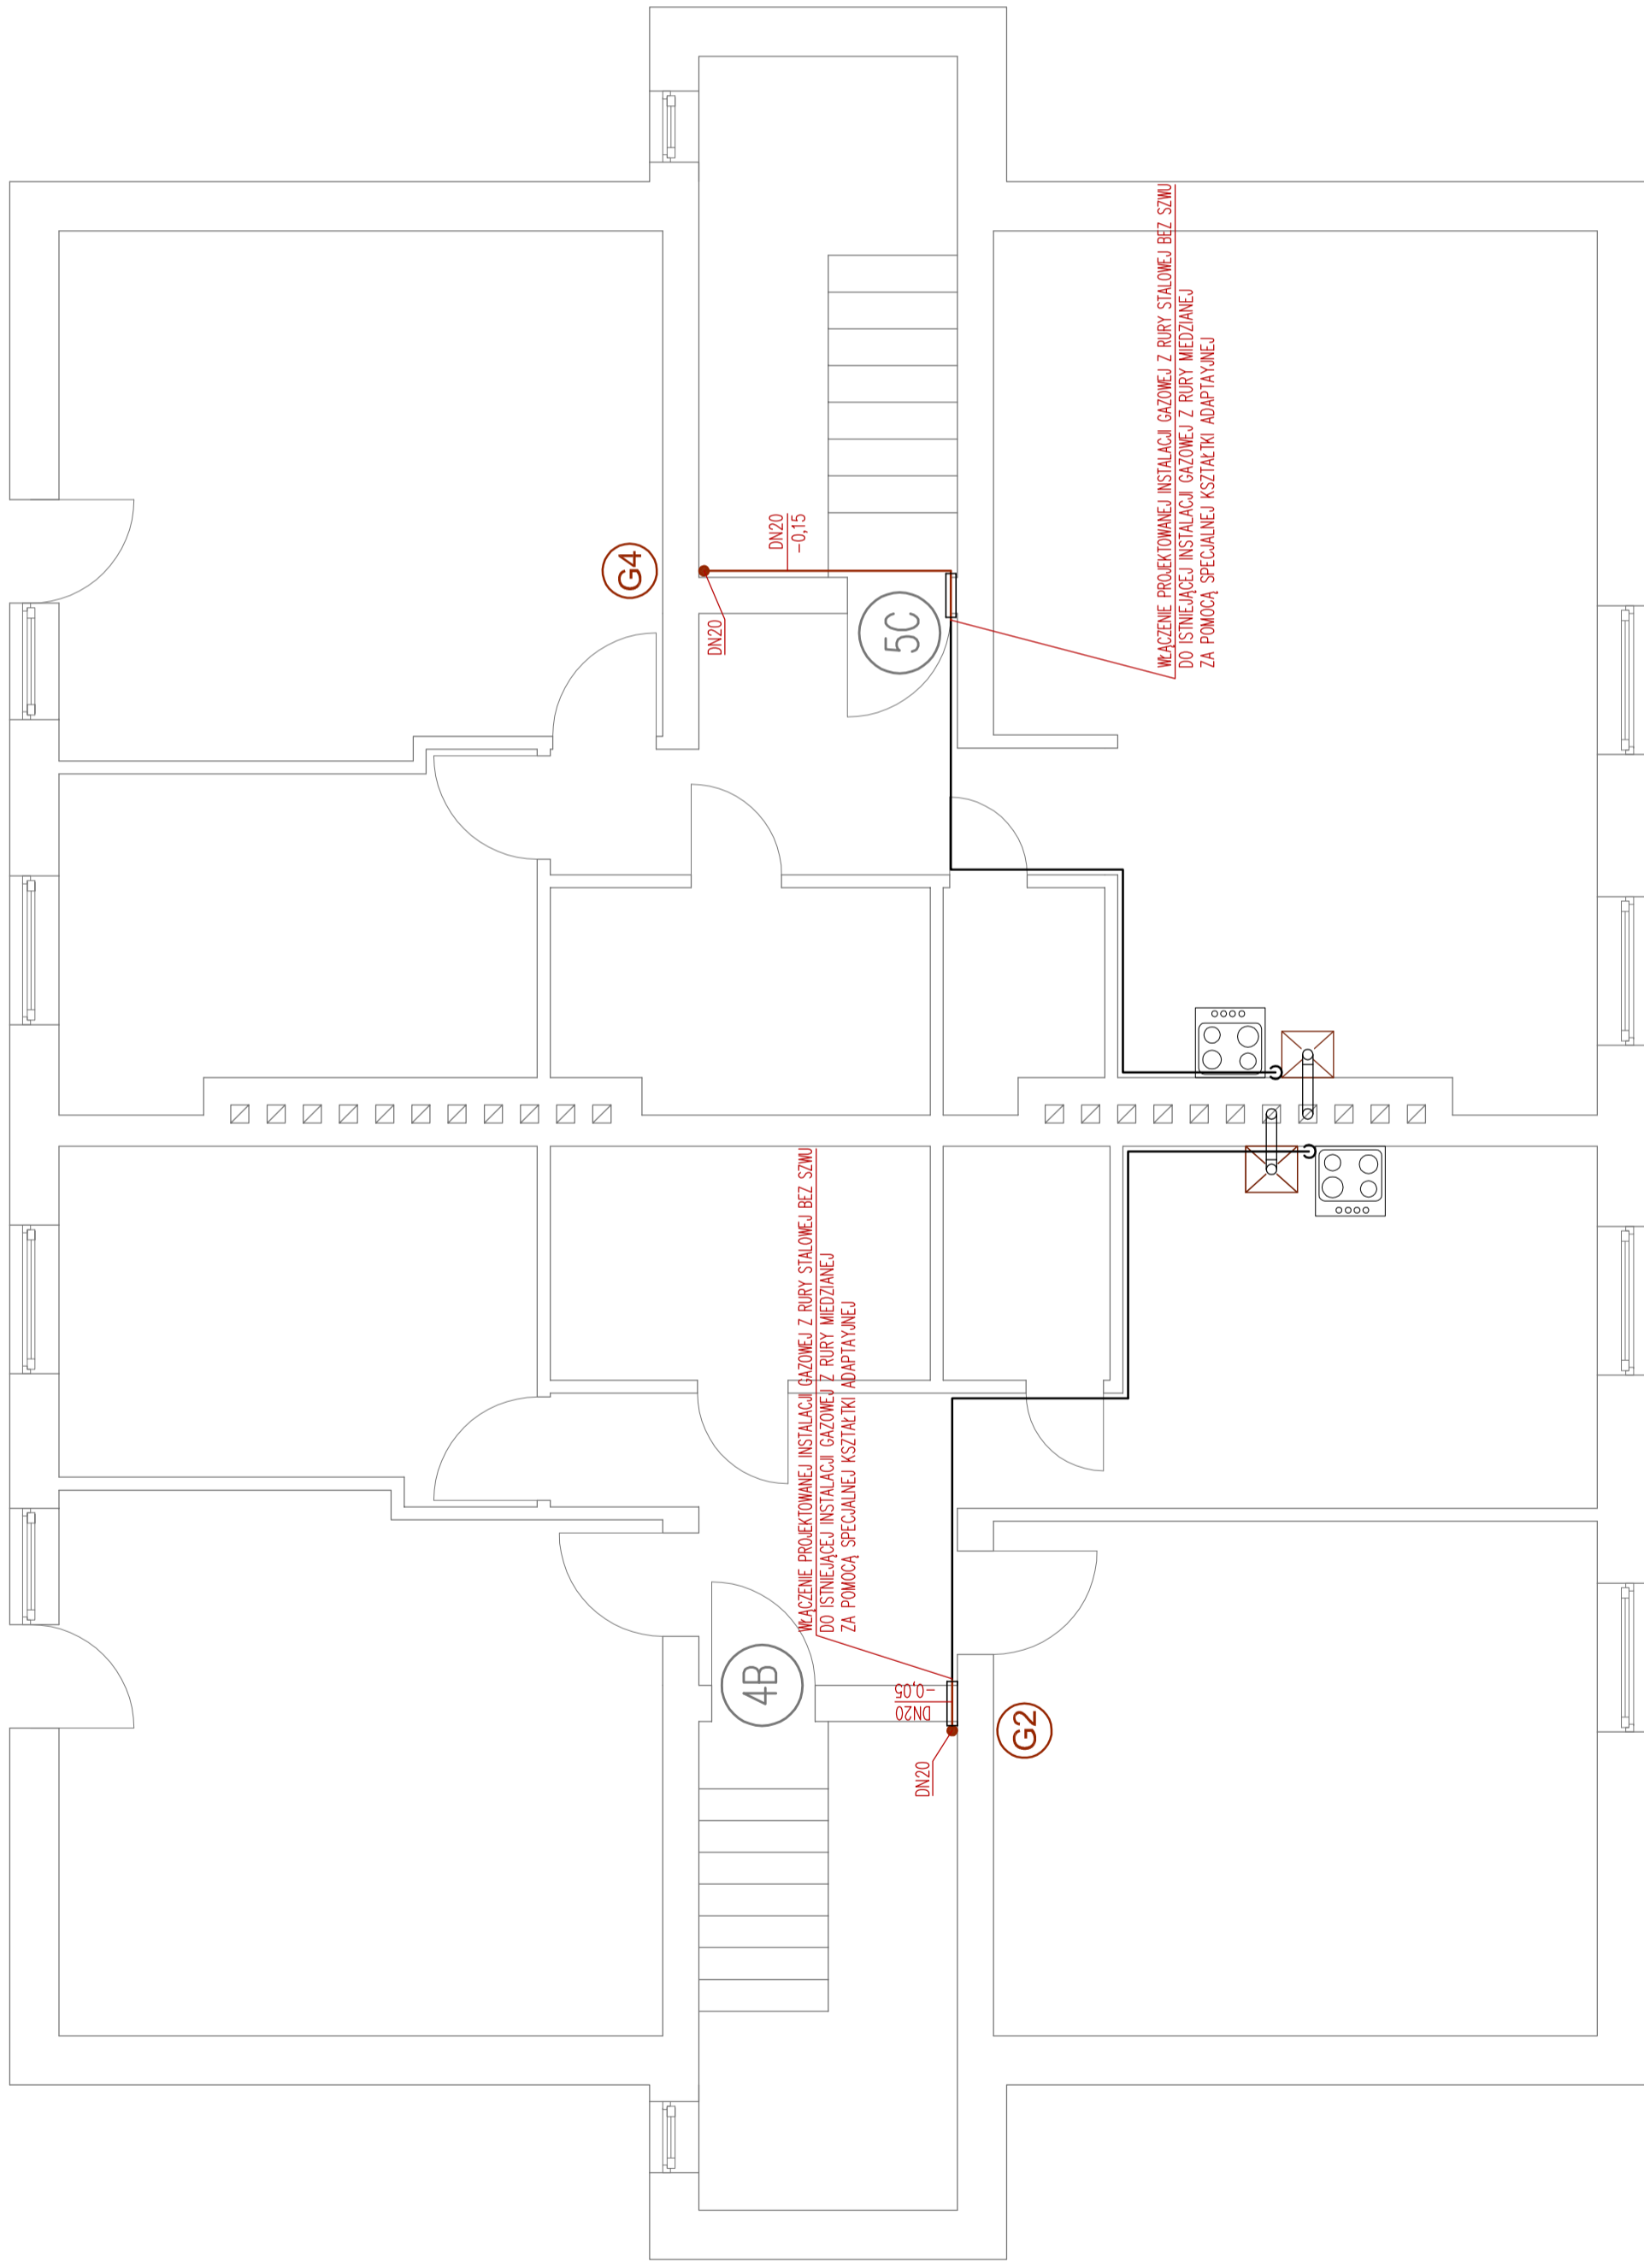 G4
DN20
-0,15
DN20
5C
WŁĄCZENIE PROJEKTOWANEJ INSTALACJI GAZOWEJ Z RURY STALOWEJ BEZ SZWU
DO ISTNIEJĄCEJ INSTALACJI GAZOWEJ Z RURY MIEDZIANEJ
ZA POMOCĄ SPECJALNEJ KSZTAŁTKI ADAPTAYJNEJ
WŁĄCZENIE PROJEKTOWANEJ INSTALACJI GAZOWEJ Z RURY STALOWEJ BEZ SZWU
DO ISTNIEJĄCEJ INSTALACJI GAZOWEJ Z RURY MIEDZIANEJ
ZA POMOCĄ SPECJALNEJ KSZTAŁTKI ADAPTAYJNEJ
4B
DN20
-0,05
DN20
G2